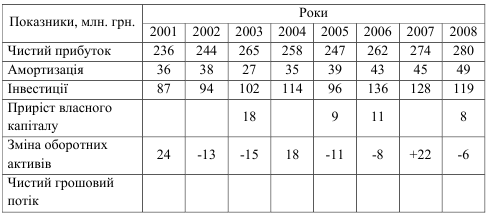 Показники, млн. грн. Роки
2001 2002 2003 2004 2005 2006 2007 2008
Чистий прибуток 236 244 265 258 247 262 274 280
Амортизація 36 38 27 35 39 43 45 49
Інвестиції 87 94 102 114 96 136 128 119
Приріст власного
капіталу 18 9 11 8
Зміна оборотних
активів 24 -13 -15 18 -11 -8 +22 -6
Чистий грошовий
потік